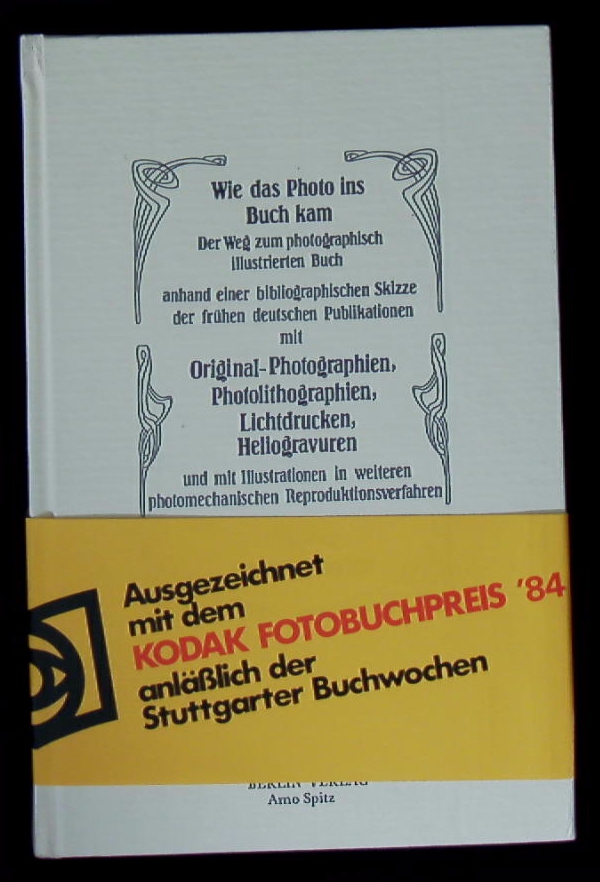 Wie das Photo ins
Buch kam
Der Weg zum photographisch
illustrierten Buch
anhand einer bibliographischen Skizze
der frühen deutschen Publikationen
mit
Original-Photographien,
Photolithographien,
Lichtdrucken,
Heliogravuren
und mit Illustrationen in weiteren
photomechanischen Reproduktionsverfahren
Ausgezeichnet
mit dem
KODAK FOTOBUCHPREIS '84
anläßlich der
Stuttgarter Buchwochen
BERLIN VERLAG
Arno Spitz